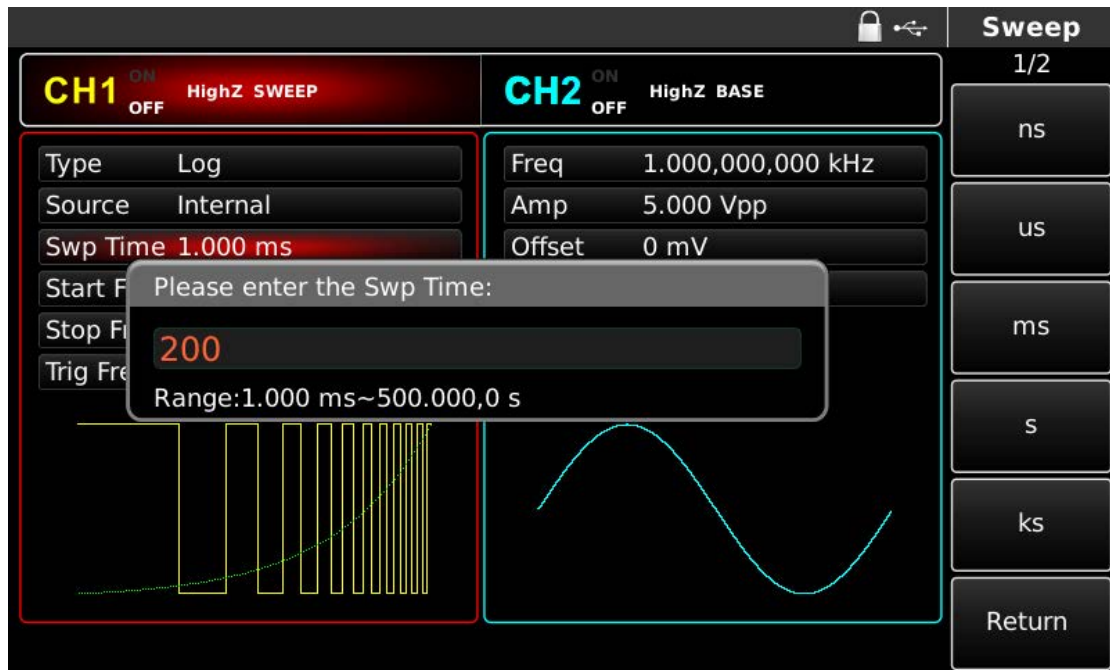 Sweep
1/2
CH1 ON OFF HighZ SWEEP
CH2 ON OFF HighZ BASE
Type Log
Source Internal
Swp Time 1.000 ms
Start F
Stop Fr
Trig Fre
Freq 1.000,000,000 kHz
Amp 5.000 Vpp
Offset 0 mV
Please enter the Swp Time:
200
Range:1.000 ms~500.000,0 s
ns
us
ms
s
ks
Return